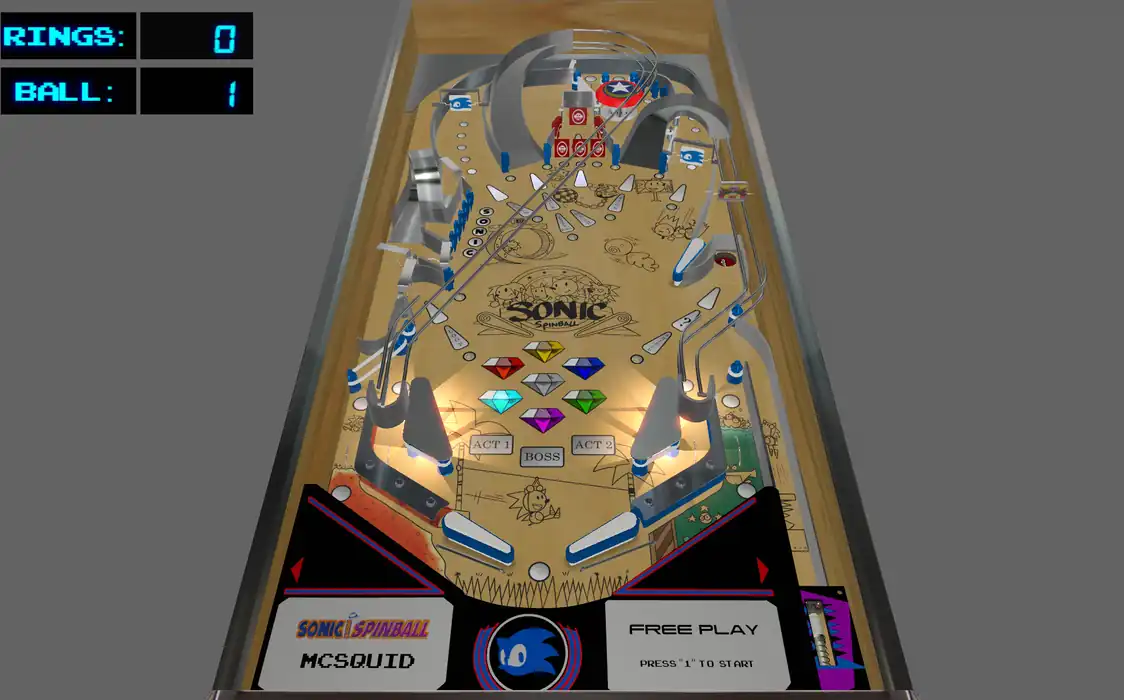 RINGS: 0
BALL: 1
SONIC
SONIC
SPINBALL
ACT 1
ACT 2
BOSS
SONIC SPINBALL
MCSQUID
FREE PLAY
PRESS "1" TO START